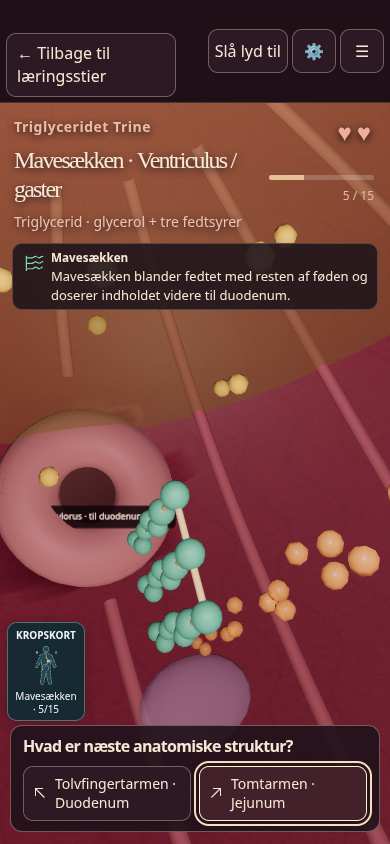 ← Tilbage til
læringsstier
Slå lyd til
Triglyceridet Trine
Mavesækken · Ventriculus /
gaster
5 / 15
Triglycerid · glycerol + tre fedtsyrer
Mavesækken
Mavesækken blander fedtet med resten af føden og
doserer indholdet videre til duodenum.
ylorus · til duodenum
KROPSKORT
Mavesækken
· 5/15
Hvad er næste anatomiske struktur?
Tolvfingertarmen ·
Duodenum
Tomtarmen ·
Jejunum